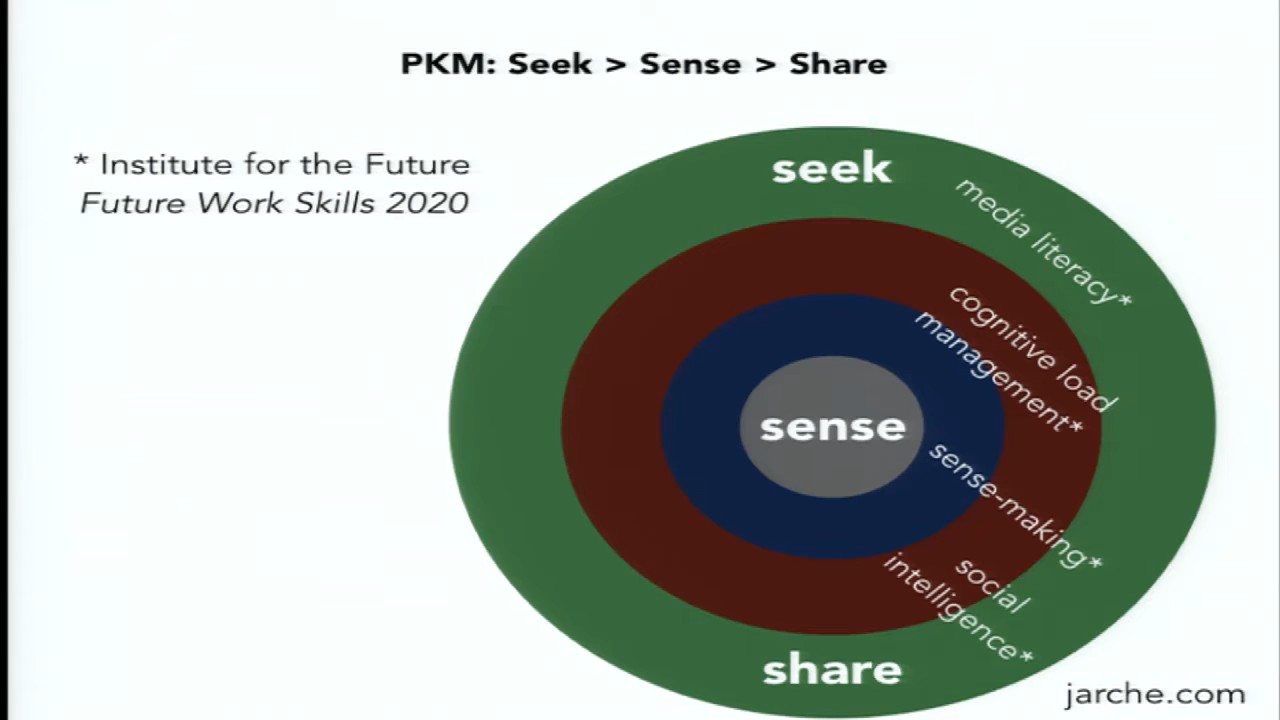 PKM: Seek > Sense > Share
* Institute for the Future
Future Work Skills 2020
seek
media literacy*
cognitive load
management*
sense
sense-making*
social
intelligence*
share
jarche.com